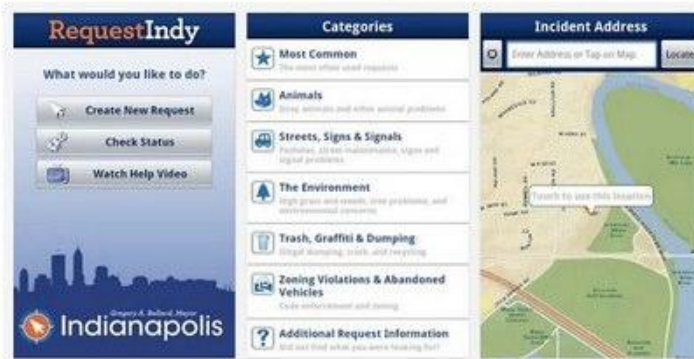 RequestIndy
What would you like to do?
Create New Request
Check Status
Watch Help Video
Gregory A. Ballard, Mayor
Indianapolis
Categories
Most Common
The most often used requests
Animals
Stray animals and other animal problems
Streets, Signs & Signals
Potholes, street maintenance, signs and
signal problems
The Environment
High grass and weeds, tree problems, and
environmental concerns
Trash, Graffiti & Dumping
Illegal dumping, trash, and recycling
Zoning Violations & Abandoned
Vehicles
Code enforcement and zoning
Additional Request Information
Did not find what you were looking for?
Incident Address
Enter Address or Tap on Map
Locate
Touch to use this location